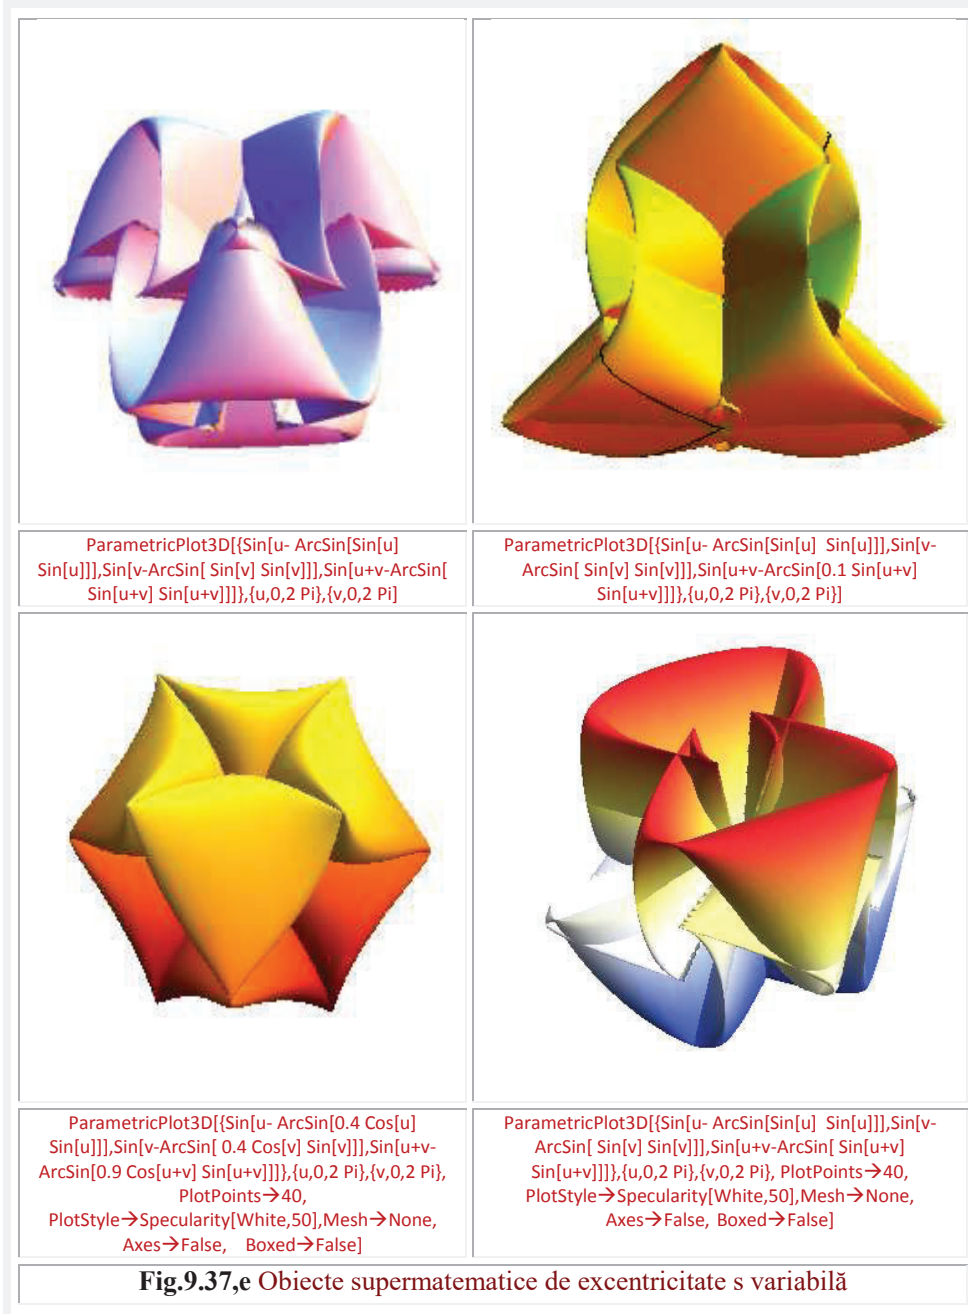 ParametricPlot3D[{Sin[u- ArcSin[Sin[u]
Sin[u]]],Sin[v-ArcSin[ Sin[v] Sin[v]]],Sin[u+v-ArcSin[
Sin[u+v] Sin[u+v]]]},{u,0,2 Pi},{v,0,2 Pi]
ParametricPlot3D[{Sin[u- ArcSin[Sin[u]  Sin[u]]],Sin[v-
ArcSin[ Sin[v] Sin[v]]],Sin[u+v-ArcSin[0.1 Sin[u+v]
Sin[u+v]]]},{u,0,2 Pi},{v,0,2 Pi}]
ParametricPlot3D[{Sin[u- ArcSin[0.4 Cos[u]
Sin[u]]],Sin[v-ArcSin[ 0.4 Cos[v] Sin[v]]],Sin[u+v-
ArcSin[0.9 Cos[u+v] Sin[u+v]]]},{u,0,2 Pi},{v,0,2 Pi},
PlotPoints→40,
PlotStyle→Specularity[White,50],Mesh→None,
Axes→False,   Boxed→False]
ParametricPlot3D[{Sin[u- ArcSin[Sin[u]  Sin[u]]],Sin[v-
ArcSin[ Sin[v] Sin[v]]],Sin[u+v-ArcSin[ Sin[u+v]
Sin[u+v]]]},{u,0,2 Pi},{v,0,2 Pi}, PlotPoints→40,
PlotStyle→Specularity[White,50],Mesh→None,
Axes→False, Boxed→False]
Fig.9.37,e Obiecte supermatematice de excentricitate s variabilă